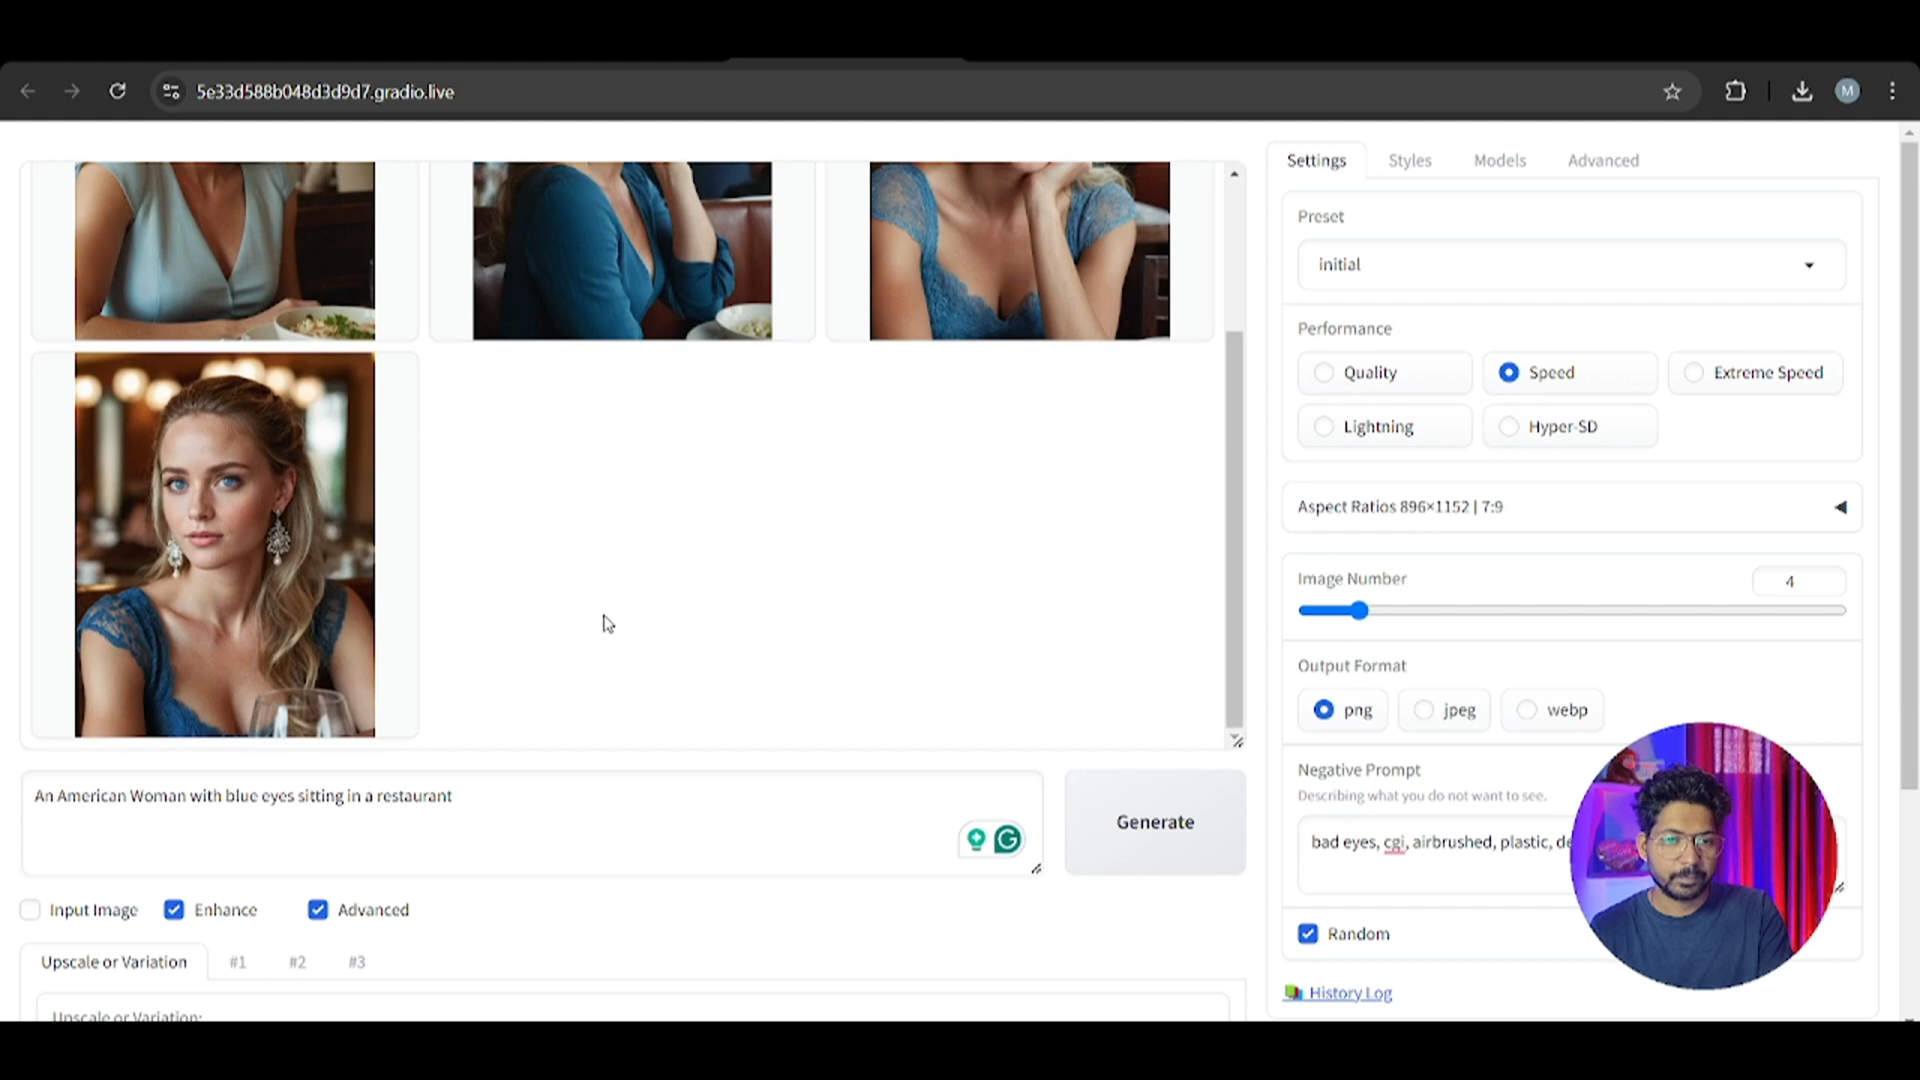 5e33d588b048d3d9d7.gradio.live
M
Settings Styles Models Advanced
Preset
initial
Performance
Quality Speed Extreme Speed
Lightning Hyper-SD
Aspect Ratios 896×1152 | 7:9
Image Number 4
Output Format
png jpeg webp
Negative Prompt
Describing what you do not want to see.
bad eyes, cgi, airbrushed, plastic,
Random
History Log
An American Woman with blue eyes sitting in a restaurant
Generate
Input Image Enhance Advanced
Upscale or Variation #1 #2 #3
Upscale or Variation: